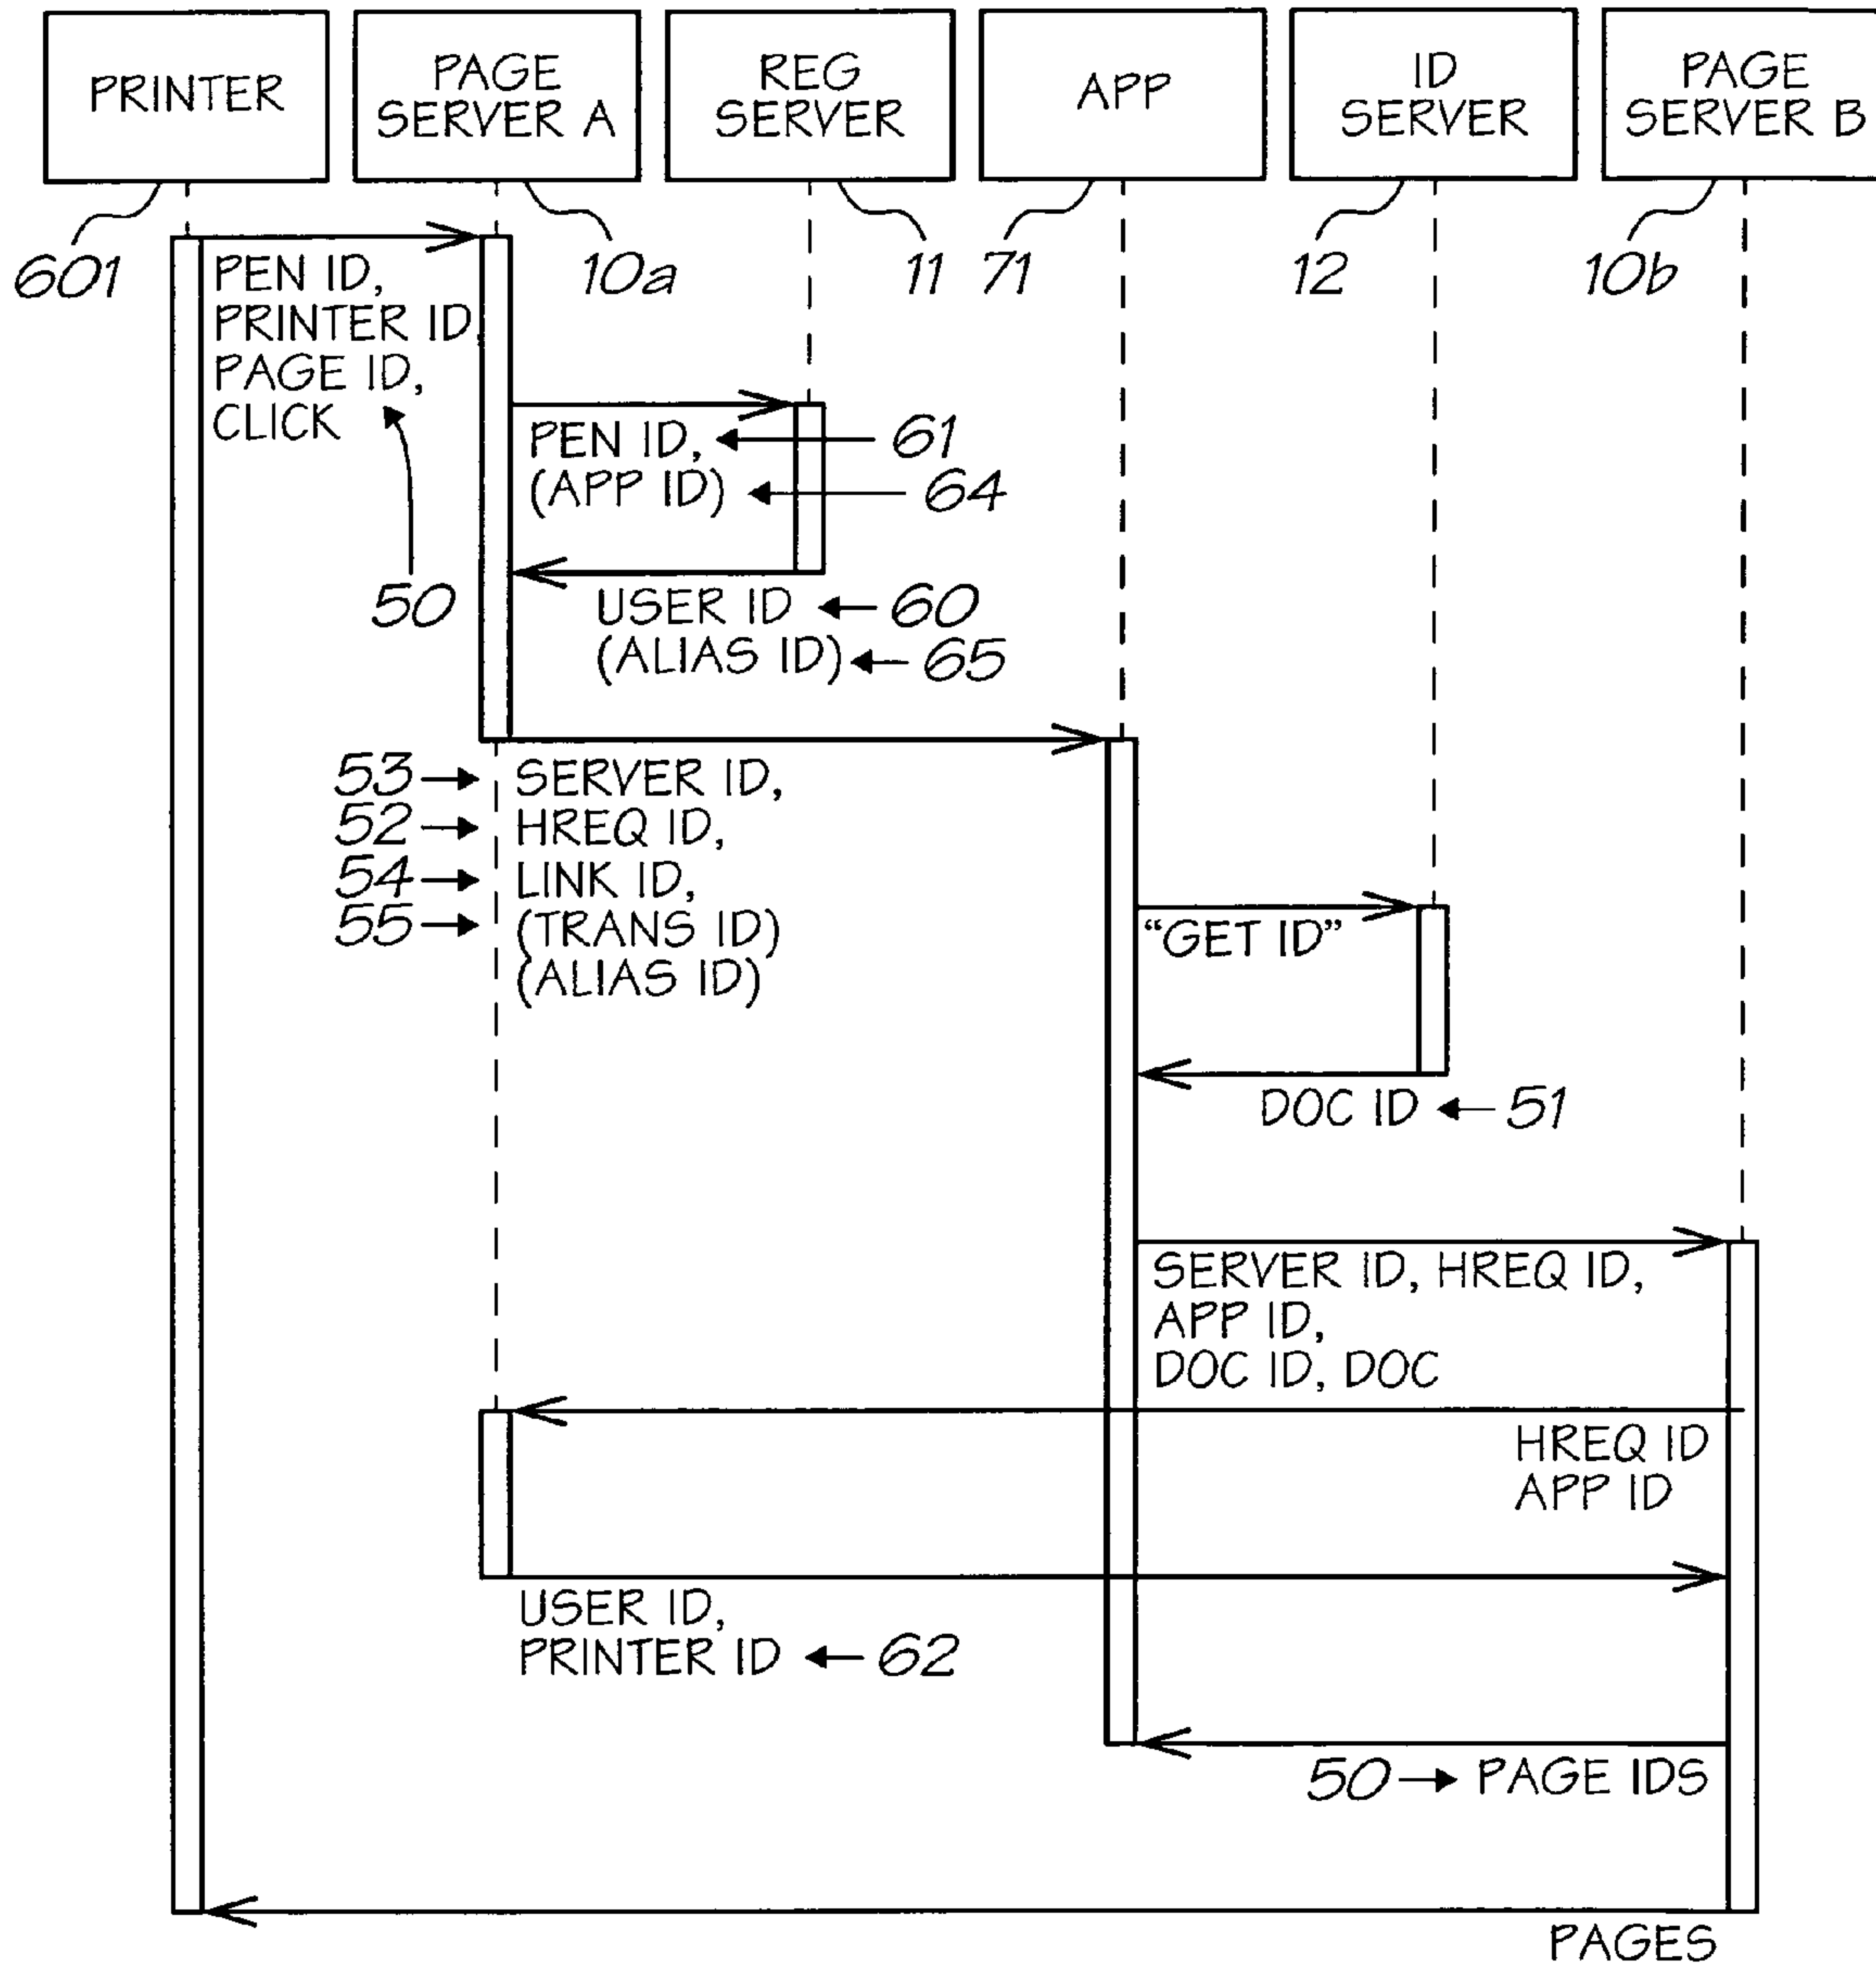 PRINTER
PAGE
SERVER A
REG
SERVER
APP
ID
SERVER
PAGE
SERVER B
601
10a
11
71
12
10b
PEN ID,
PRINTER ID
PAGE ID,
CLICK
50
PEN ID,
(APP ID)
61
64
USER ID
(ALIAS ID)
60
65
53
52
54
55
SERVER ID,
HREQ ID,
LINK ID,
(TRANS ID)
(ALIAS ID)
“GET ID”
DOC ID
51
SERVER ID, HREQ ID,
APP ID,
DOC ID, DOC
HREQ ID
APP ID
USER ID,
PRINTER ID
62
50
PAGE IDS
PAGES